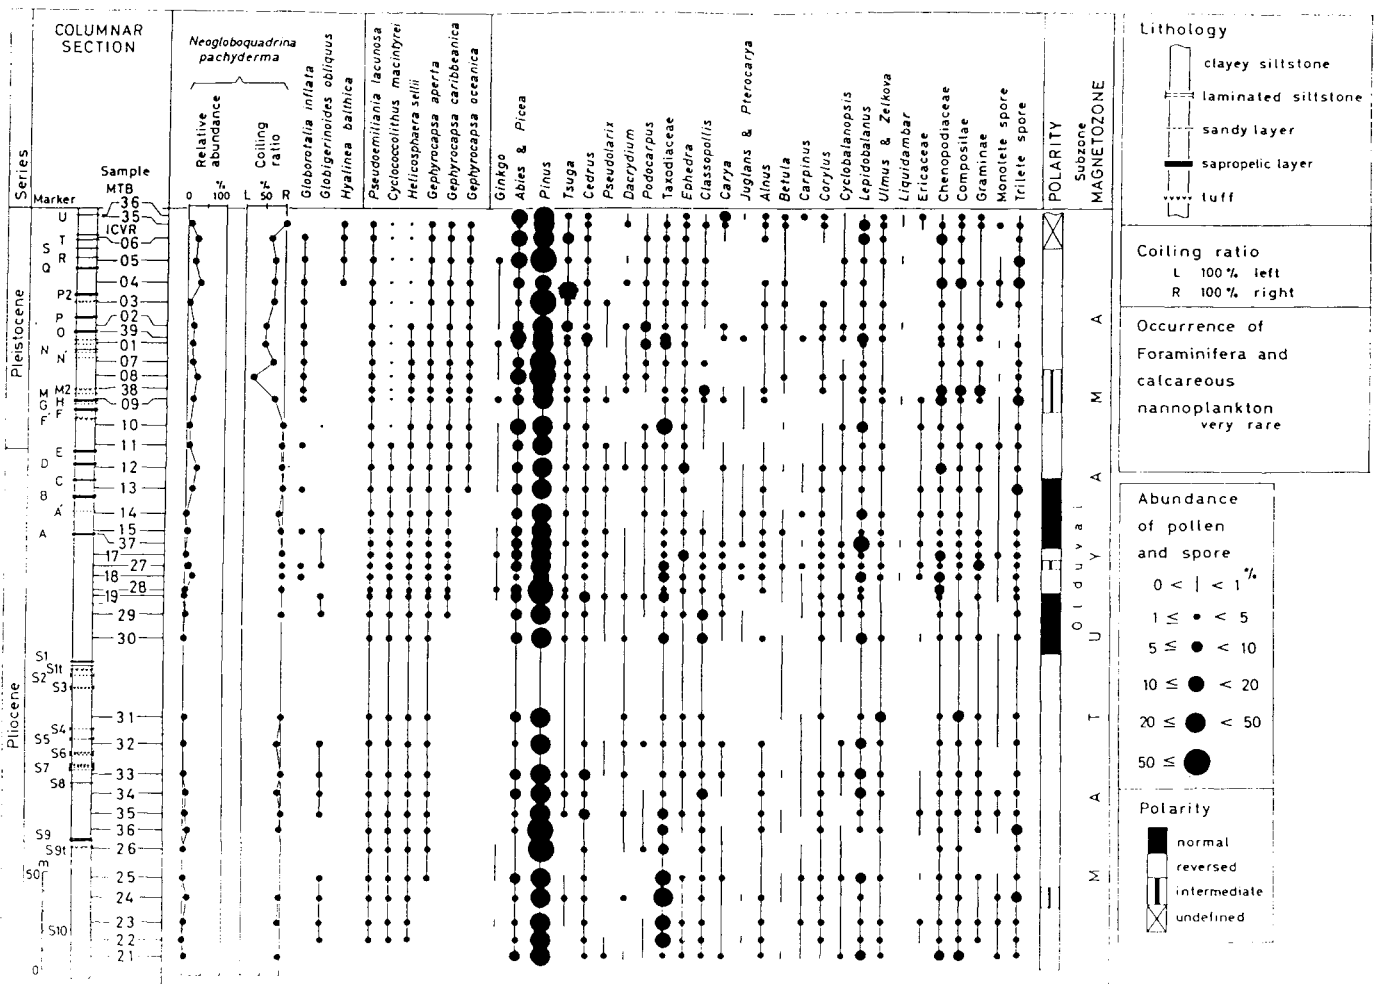 COLUMNAR
SECTION
Series
Marker
Sample
MTB
Neogloboquadrina
pachyderma
Relative
abundance
%
100
Coiling
ratio
L 50% R
Globorotalia inflata
Globigerinoides obliquus
Hyalinea balthica
Pseudoemiliania lacunosa
Cyclococcolithus macintyrei
Helicosphaera sellii
Gephyrocapsa aperta
Gephyrocapsa caribbeanica
Gephyrocapsa oceanica
Ginkgo
Abies & Picea
Pinus
Tsuga
Cedrus
Pseudolarix
Dacrydium
Podocarpus
Taxodiaceae
Ephedra
Classopollis
Carya
Juglans & Pterocarya
Alnus
Betula
Carpinus
Corylus
Cyclobalanopsis
Lepidobalanus
Ulmus & Zelkova
Liquidambar
Ericaceae
Chenopodiaceae
Compositae
Graminae
Monolete spore
Trilete spore
POLARITY
Subzone
MAGNETOZONE
Pleistocene
Pliocene
U
T
S
R
Q
P2
P
O
N
N'
M
M2
H
G
F
F'
E
D
C
B
A'
A
S1
S1t
S2
S3
S4
S5
S6
S7
S8
S9
S9t
S10
50 m
0
36
35
ICVR
06
05
04
03
02
39
01
07
08
38
09
10
11
12
13
14
15
37
17
27
18
28
19
29
30
31
32
33
34
35
36
26
25
24
23
22
21
Olduvai
MATUYAMA
Lithology
clayey siltstone
laminated siltstone
sandy layer
sapropelic layer
tuff
Coiling ratio
L 100% left
R 100% right
Occurrence of
Foraminifera and
calcareous
nannoplankton
very rare
Abundance
of pollen
and spore
0 < | < 1 %
1 ≤ • < 5
5 ≤ ● < 10
10 ≤ ● < 20
20 ≤ ● < 50
50 ≤ ●
Polarity
normal
reversed
intermediate
undefined